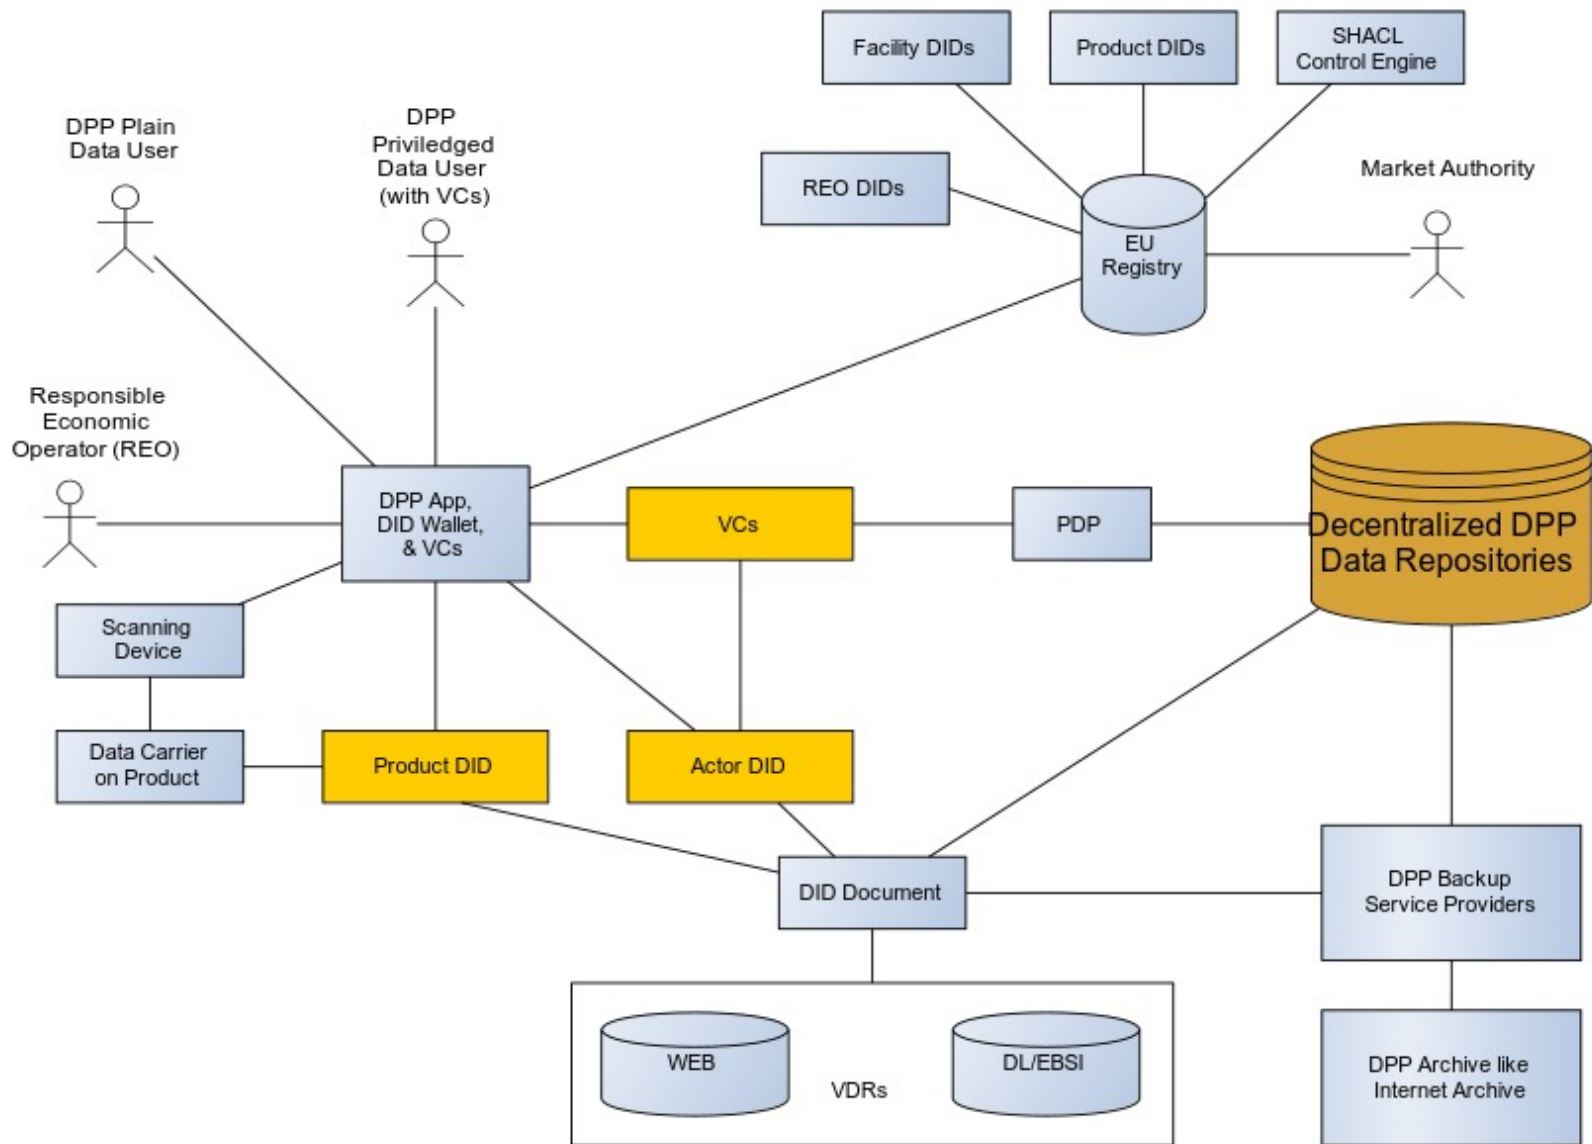 Facility DIDs
Product DIDs
SHACL
Control Engine
DPP Plain
Data User
DPP
Priviledged
Data User
(with VCs)
REO DIDs
Market Authority
EU
Registry
Responsible
Economic
Operator (REO)
DPP App,
DID Wallet,
& VCs
VCs
PDP
Decentralized DPP
Data Repositories
Scanning
Device
Data Carrier
on Product
Product DID
Actor DID
DID Document
DPP Backup
Service Providers
WEB
DL/EBSI
VDRs
DPP Archive like
Internet Archive